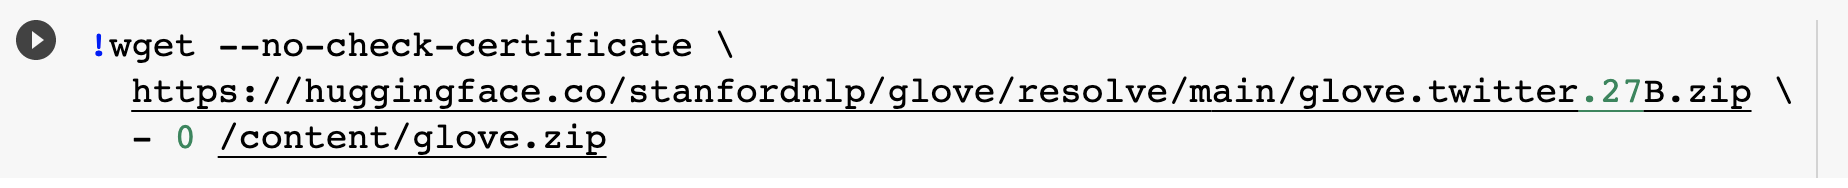 !wget --no-check-certificate \
https://huggingface.co/stanfordnlp/glove/resolve/main/glove.twitter.27B.zip \
- 0 /content/glove.zip